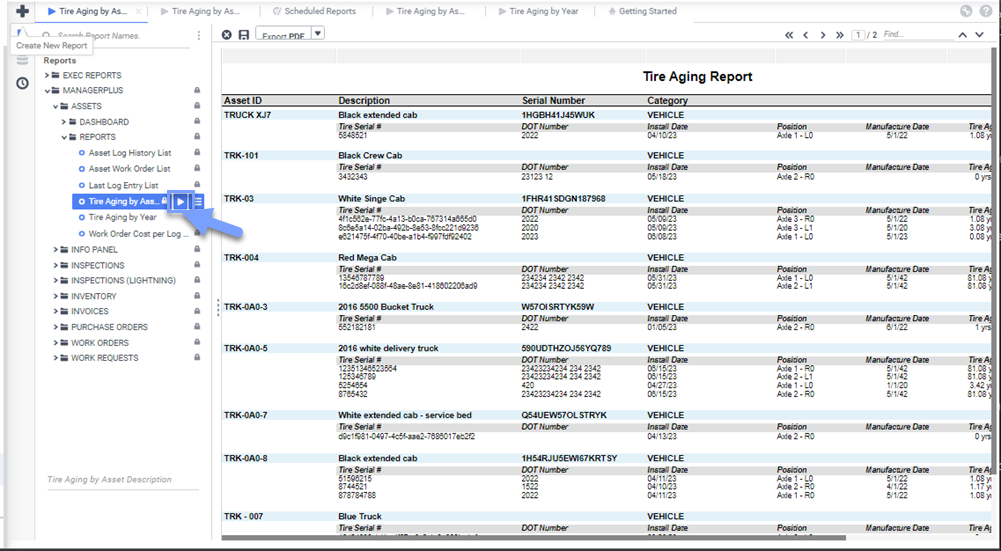 Tire Aging by As... × Tire Aging by As... Scheduled Reports Tire Aging by As... Tire Aging by Year Getting Started
Create New Report
Search Report Names.
Export PDF
1 / 2 Find...
Reports
EXEC REPORTS
MANAGERPLUS
ASSETS
DASHBOARD
REPORTS
Asset Log History List
Asset Work Order List
Last Log Entry List
Tire Aging by Ass...
Tire Aging by Year
Work Order Cost per Log ...
INFO PANEL
INSPECTIONS
INSPECTIONS (LIGHTNING)
INVENTORY
INVOICES
PURCHASE ORDERS
WORK ORDERS
WORK REQUESTS
Tire Aging by Asset Description
Tire Aging Report
Asset ID Description Serial Number Category
TRUCK XJ7 Black extended cab 1HGBH41J45WUK VEHICLE
Tire Serial # DOT Number Install Date Position Manufacture Date Tire Ag
5848521 2022 04/10/23 Axle 1 - L0 5/1/22 1.08 y
TRK-101 Black Crew Cab VEHICLE
Tire Serial # DOT Number Install Date Position Manufacture Date Tire Ag
3432343 23123 12 05/18/23 Axle 2 - R0 0 yrs
TRK-03 White Singe Cab 1FHR41SDGN187968 VEHICLE
Tire Serial # DOT Number Install Date Position Manufacture Date Tire Ag
4f1c562e-77fc-4a13-b0ca-767314a665d0 2022 05/09/23 Axle 3 - R0 5/1/22 1.08 y
8c6e5a14-02ba-492b-8e53-8fcc221d9236 2020 05/09/23 Axle 3 - L1 5/1/20 3.08 y
e621475f-4f70-40be-a1b4-f997fdf92402 2023 06/08/23 Axle 1 - L0 5/1/23 0.08 y
TRK-004 Red Mega Cab VEHICLE
Tire Serial # DOT Number Install Date Position Manufacture Date Tire Ag
13546787789 234234 2342 2342 05/31/23 Axle 1 - L0 5/1/42 81.08 y
16c2d8ef-088f-48ae-8e81-418602206ad9 234234 2342 2342 05/31/23 Axle 2 - L1 5/1/42 81.08 y
TRK-0A0-3 2016 5500 Bucket Truck W57OISRTYK59W VEHICLE
Tire Serial # DOT Number Install Date Position Manufacture Date Tire Ag
552182181 2422 01/05/23 Axle 2 - R0 6/1/22 1 yrs
TRK-0A0-5 2016 white delivery truck 590UDTHZOJ56YQ789 VEHICLE
Tire Serial # DOT Number Install Date Position Manufacture Date Tire Ag
12351346523564 23423234234 234 2342 06/15/23 Axle 1 - R0 5/1/42 81.08 y
125346789 23423234234 234 2342 06/15/23 Axle 2 - L1 5/1/42 81.08 y
5254654 420 04/27/23 Axle 1 - L0 1/1/20 3.42 y
8765432 23423234234 234 2342 06/15/23 Axle 2 - R0 5/1/42 81.08 y
TRK-0A0-7 White extended cab - service bed Q54UEW57OLSTRYK VEHICLE
Tire Serial # DOT Number Install Date Position Manufacture Date Tire Ag
d9c1f981-0497-4c5f-aae2-7686017eb2f2 04/13/23 Axle 2 - R0 0 yrs
TRK-0A0-8 Black extended cab 1H54RJU5EWI67KRTSY VEHICLE
Tire Serial # DOT Number Install Date Position Manufacture Date Tire Ag
51595215 2022 04/11/23 Axle 1 - L0 5/1/22 1.08 y
8744521 1522 04/10/23 Axle 2 - R0 4/1/22 1.17 y
878784788 2022 04/11/23 Axle 1 - R0 5/1/22 1.08 y
TRK - 007 Blue Truck VEHICLE
Tire Serial # DOT Number Install Date Position Manufacture Date Tire Ag